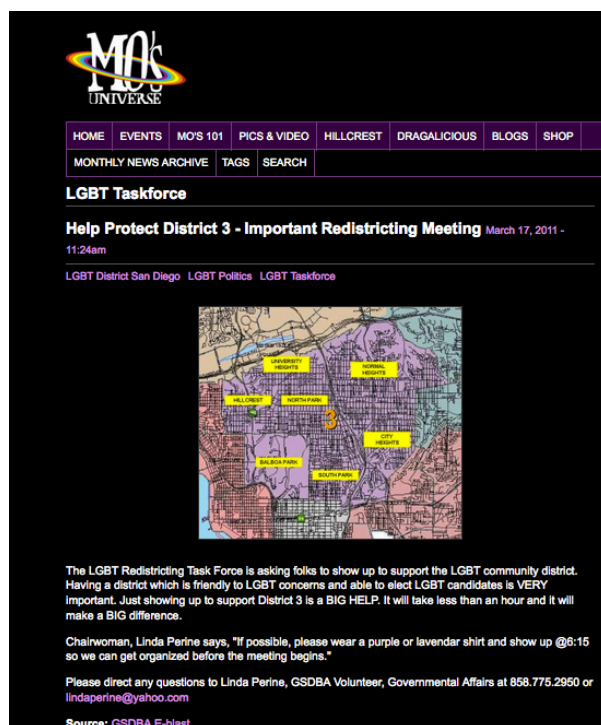 MO's
UNIVERSE
HOME EVENTS MO'S 101 PICS & VIDEO HILLCREST DRAGALICIOUS BLOGS SHOP
MONTHLY NEWS ARCHIVE TAGS SEARCH
LGBT Taskforce
Help Protect District 3 - Important Redistricting Meeting March 17, 2011 -
11:24am
LGBT District San Diego LGBT Politics LGBT Taskforce
UNIVERSITY
HEIGHTS
NORMAL
HEIGHTS
HILLCREST
NORTH PARK
3
CITY
HEIGHTS
BALBOA PARK
SOUTH PARK
The LGBT Redistricting Task Force is asking folks to show up to support the LGBT community district.
Having a district which is friendly to LGBT concerns and able to elect LGBT candidates is VERY
important. Just showing up to support District 3 is a BIG HELP. It will take less than an hour and it will
make a BIG difference.
Chairwoman, Linda Perine says, "If possible, please wear a purple or lavendar shirt and show up @6:15
so we can get organized before the meeting begins."
Please direct any questions to Linda Perine, GSDBA Volunteer, Governmental Affairs at 858.775.2950 or
lindaperine@yahoo.com
Source: GSDBA E-blast